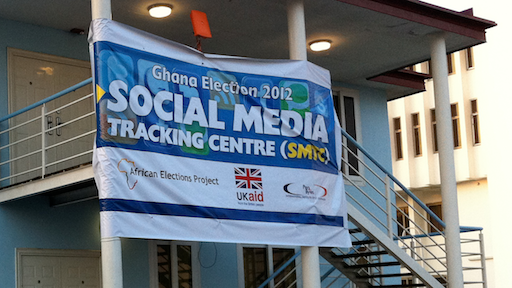 Ghana Election 2012
SOCIAL MEDIA
TRACKING CENTRE (SMTC)
African Elections Project
UKaid